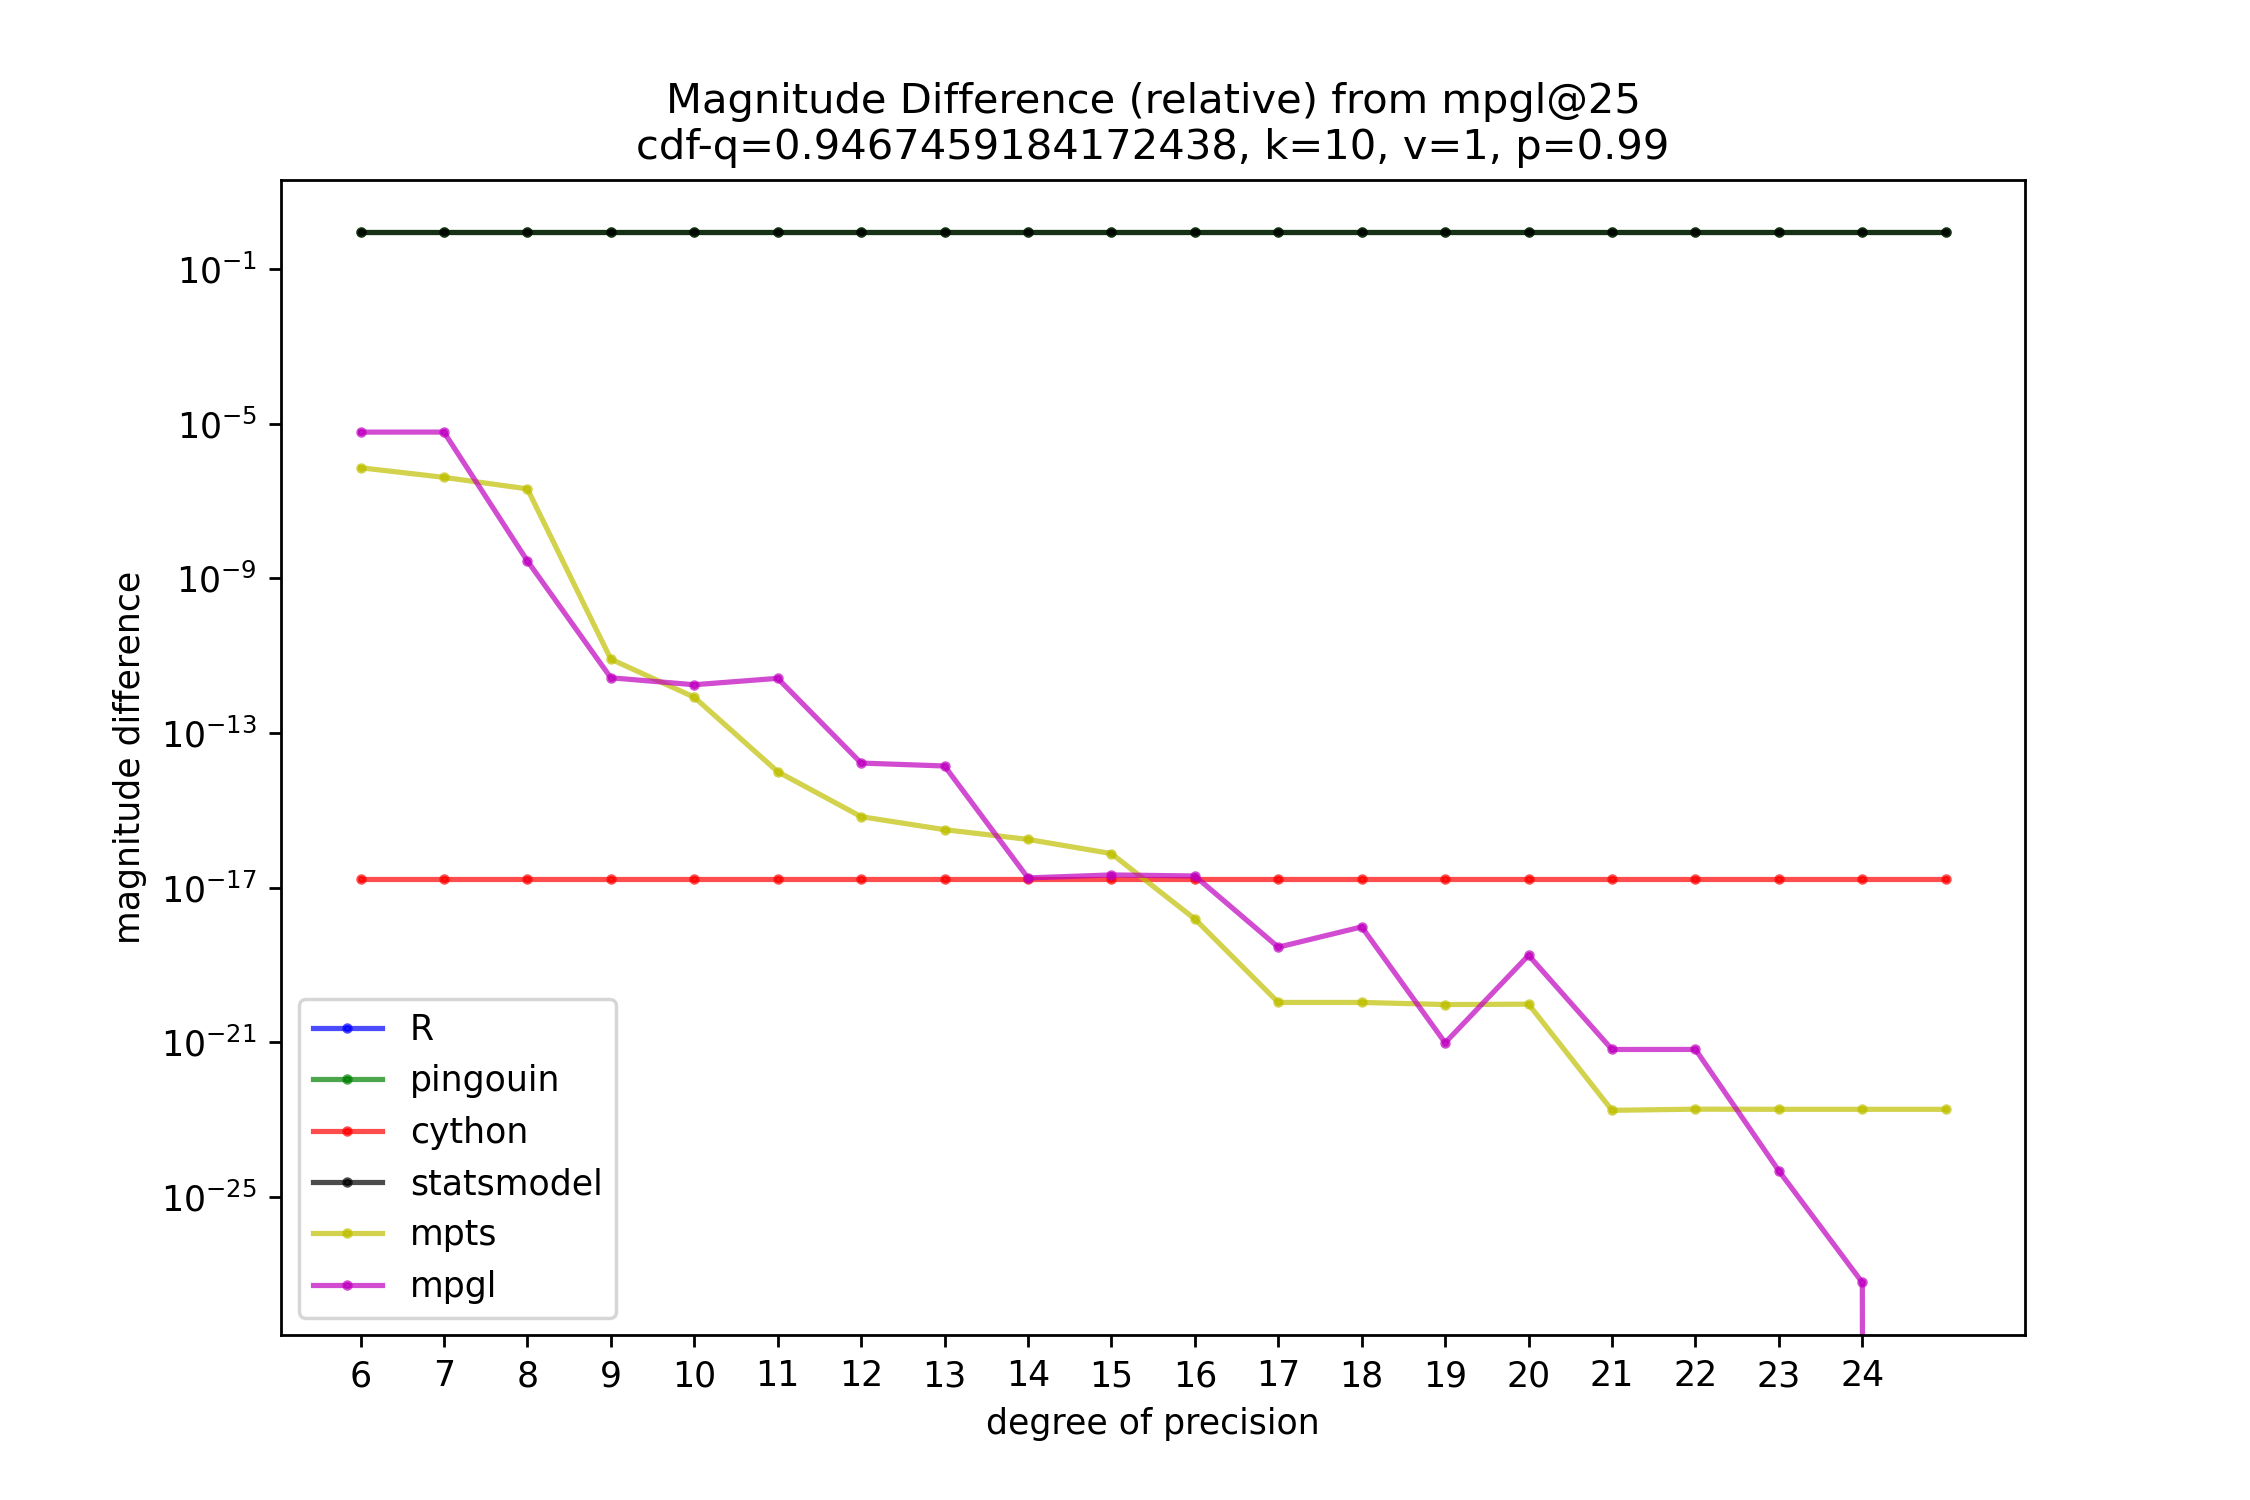 Magnitude Difference (relative) from mpgl@25
cdf-q=0.9467459184172438, k=10, v=1, p=0.99
magnitude difference
10⁻¹
10⁻⁵
10⁻⁹
10⁻¹³
10⁻¹⁷
10⁻²¹
10⁻²⁵
R
pingouin
cython
statsmodel
mpts
mpgl
6 7 8 9 10 11 12 13 14 15 16 17 18 19 20 21 22 23 24
degree of precision